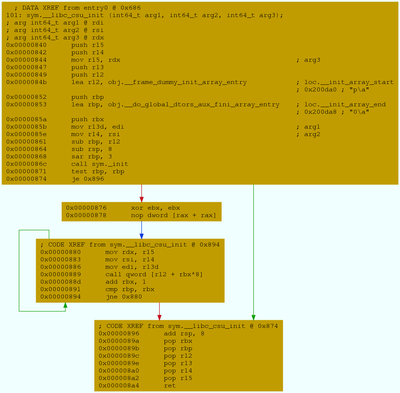 ; DATA XREF from entry0 @ 0x686
101: sym.__libc_csu_init (int64_t arg1, int64_t arg2, int64_t arg3);
; arg int64_t arg1 @ rdi
; arg int64_t arg2 @ rsi
; arg int64_t arg3 @ rdx
0x00000840 push r15
0x00000842 push r14
0x00000844 mov r15, rdx ; arg3
0x00000847 push r13
0x00000849 push r12
0x0000084b lea r12, obj.__frame_dummy_init_array_entry ; loc.__init_array_start
; 0x200da0 ; "p\a"
0x00000852 push rbp
0x00000853 lea rbp, obj.__do_global_dtors_aux_fini_array_entry ; loc.__init_array_end
; 0x200da8 ; "0\a"
0x0000085a push rbx
0x0000085b mov r13d, edi ; arg1
0x0000085e mov r14, rsi ; arg2
0x00000861 sub rbp, r12
0x00000864 sub rsp, 8
0x00000868 sar rbp, 3
0x0000086c call sym._init
0x00000871 test rbp, rbp
0x00000874 je 0x896
0x00000876 xor ebx, ebx
0x00000878 nop dword [rax + rax]
; CODE XREF from sym.__libc_csu_init @ 0x894
0x00000880 mov rdx, r15
0x00000883 mov rsi, r14
0x00000886 mov edi, r13d
0x00000889 call qword [r12 + rbx*8]
0x0000088d add rbx, 1
0x00000891 cmp rbp, rbx
0x00000894 jne 0x880
; CODE XREF from sym.__libc_csu_init @ 0x874
0x00000896 add rsp, 8
0x0000089a pop rbx
0x0000089b pop rbp
0x0000089c pop r12
0x0000089e pop r13
0x000008a0 pop r14
0x000008a2 pop r15
0x000008a4 ret